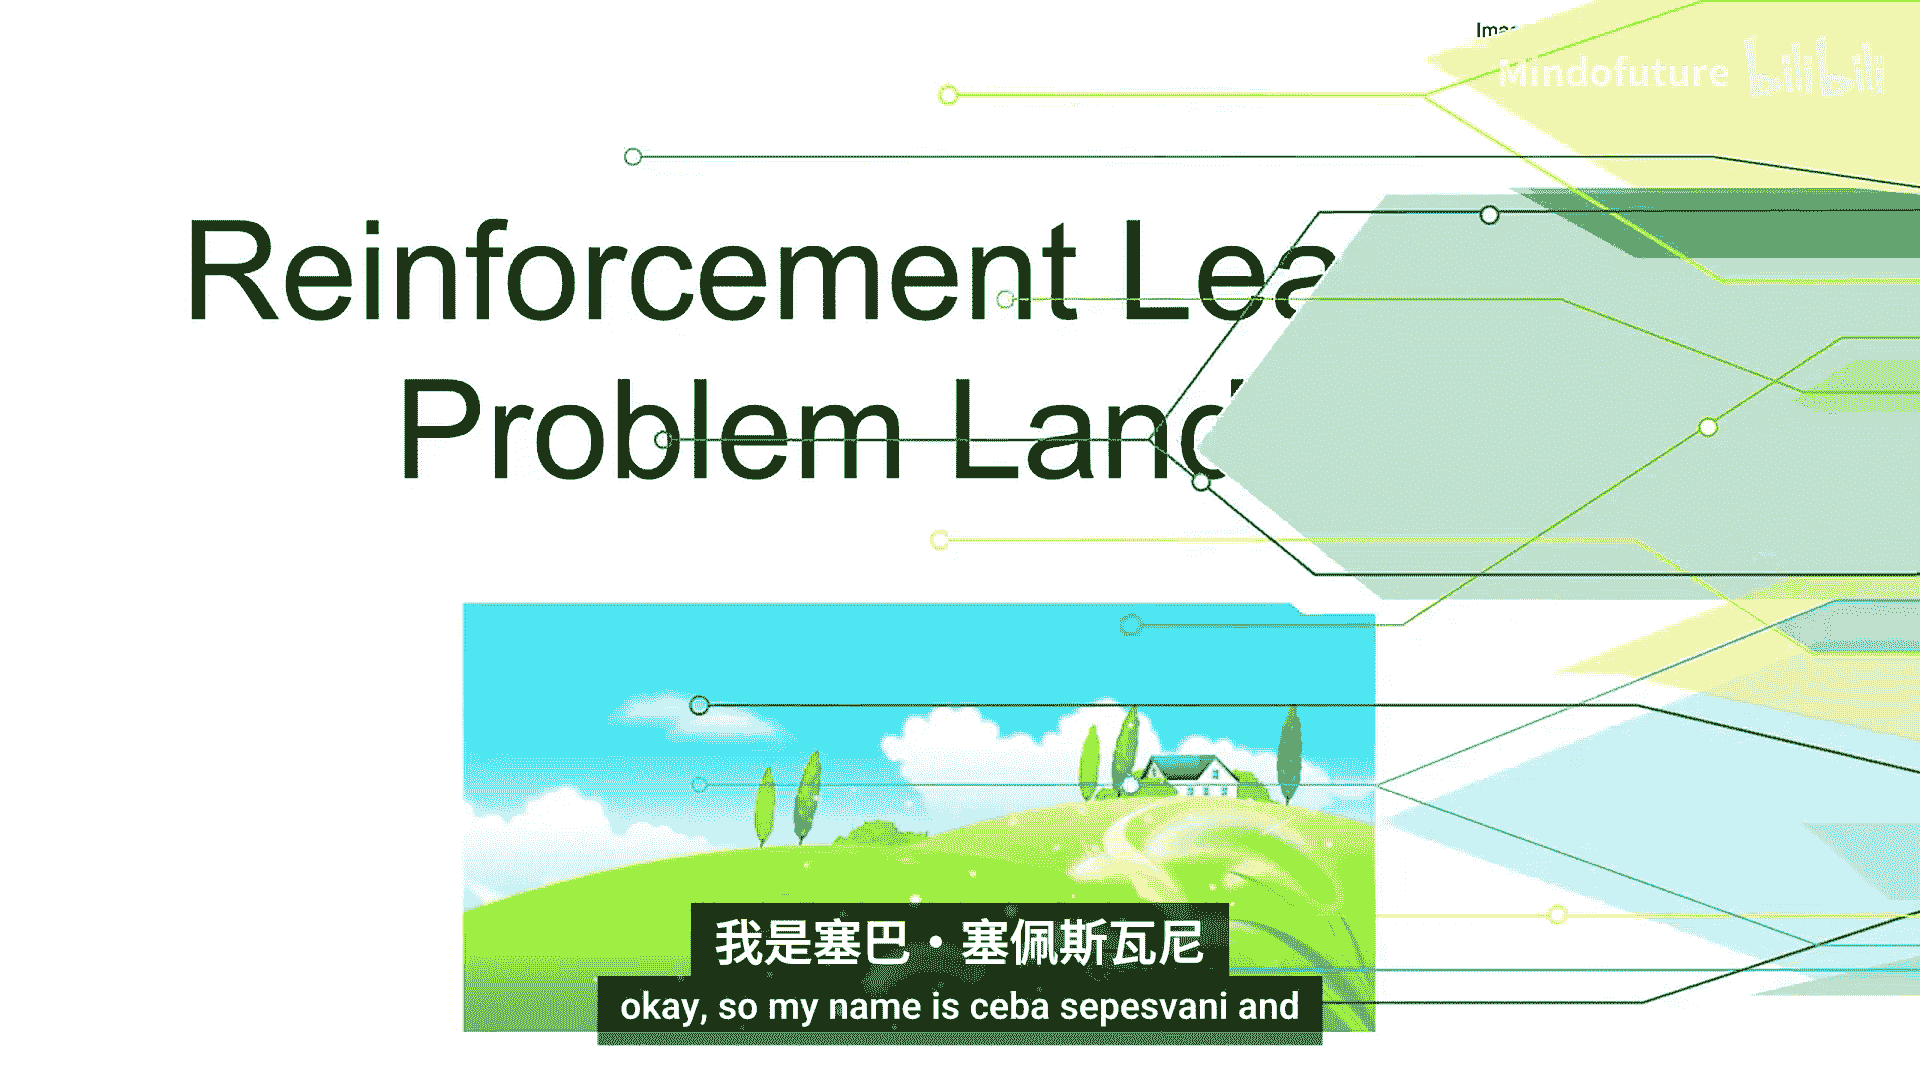 Mindofuture bilibili
Reinforcement Lea
Problem Land
我是塞巴·塞佩斯瓦尼
okay, so my name is ceba sepesvani and